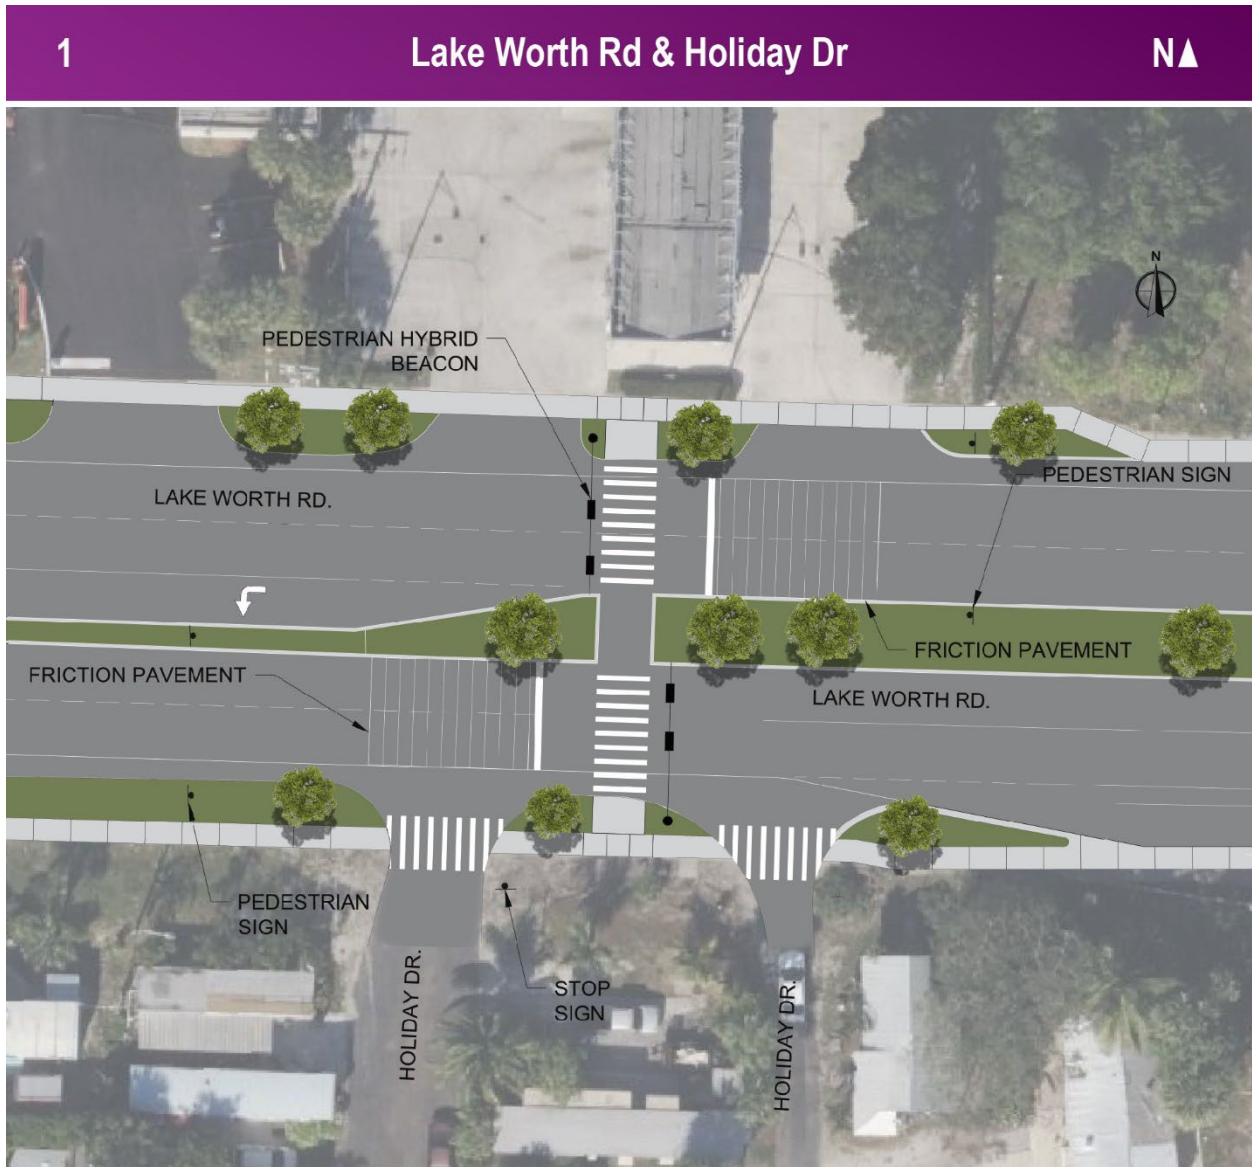 1
Lake Worth Rd & Holiday Dr
N
N
PEDESTRIAN HYBRID
BEACON
PEDESTRIAN SIGN
LAKE WORTH RD.
FRICTION PAVEMENT
FRICTION PAVEMENT
LAKE WORTH RD.
PEDESTRIAN
SIGN
STOP
SIGN
HOLIDAY DR.
HOLIDAY DR.